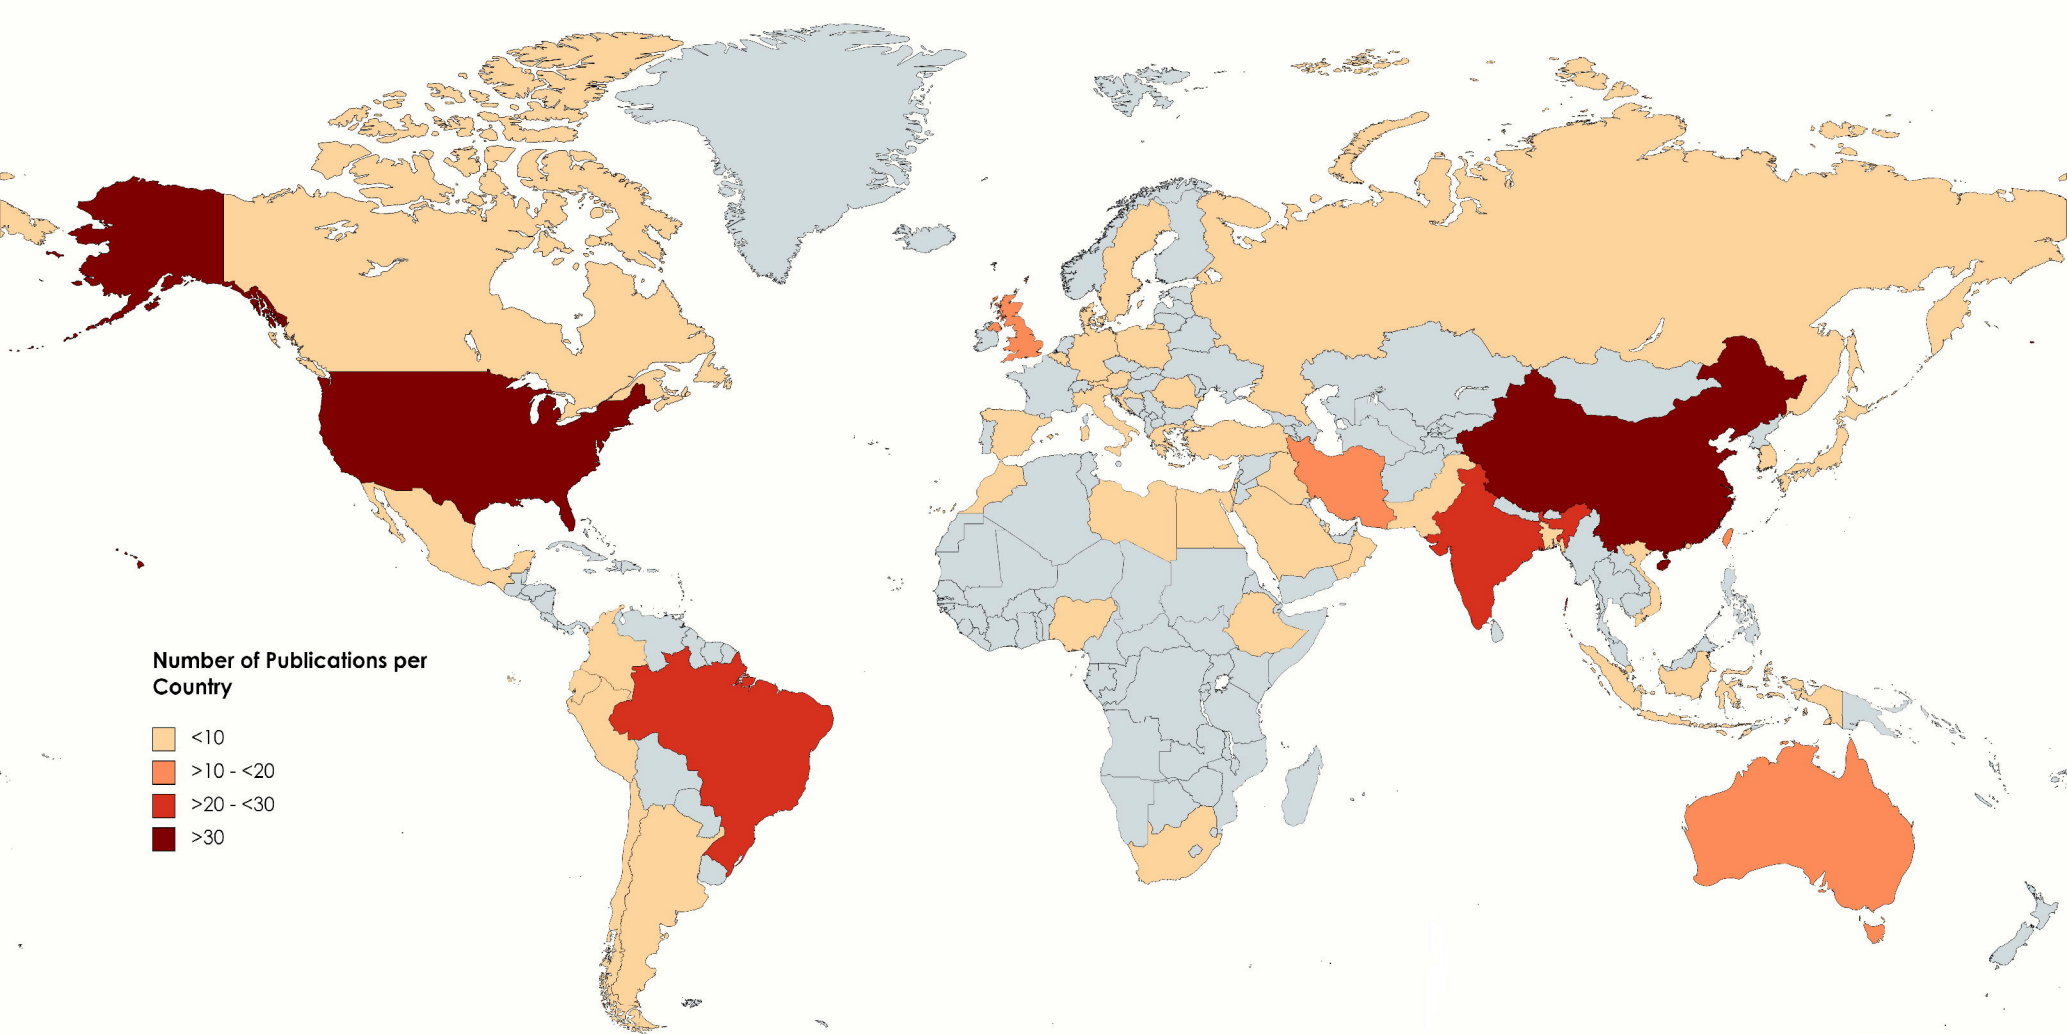 Number of Publications per
Country
<10
>10 - <20
>20 - <30
>30